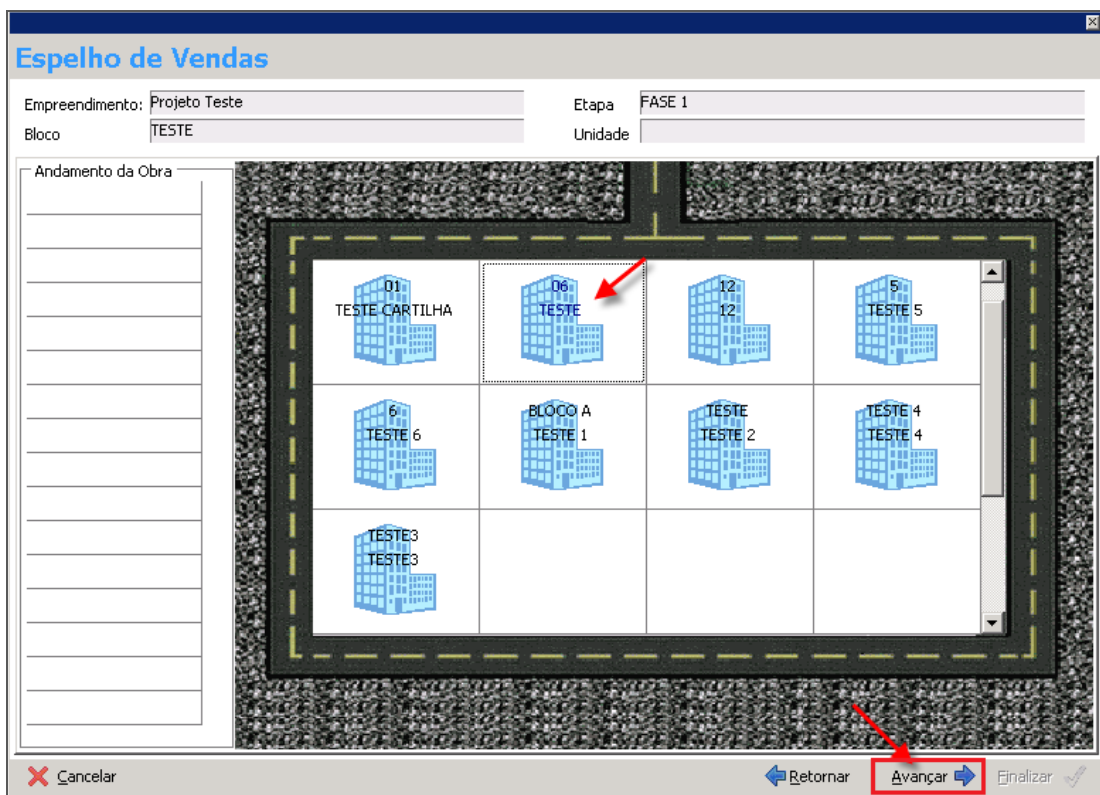 Espelho de Vendas
Empreendimento: Projeto Teste
Etapa FASE 1
Bloco TESTE
Unidade
Andamento da Obra
01
TESTE CARTILHA
06
TESTE
12
12
5
TESTE 5
6
TESTE 6
BLOCO A
TESTE 1
TESTE
TESTE 2
TESTE 4
TESTE 4
TESTE3
TESTE3
Cancelar
Retornar
Avançar
Finalizar